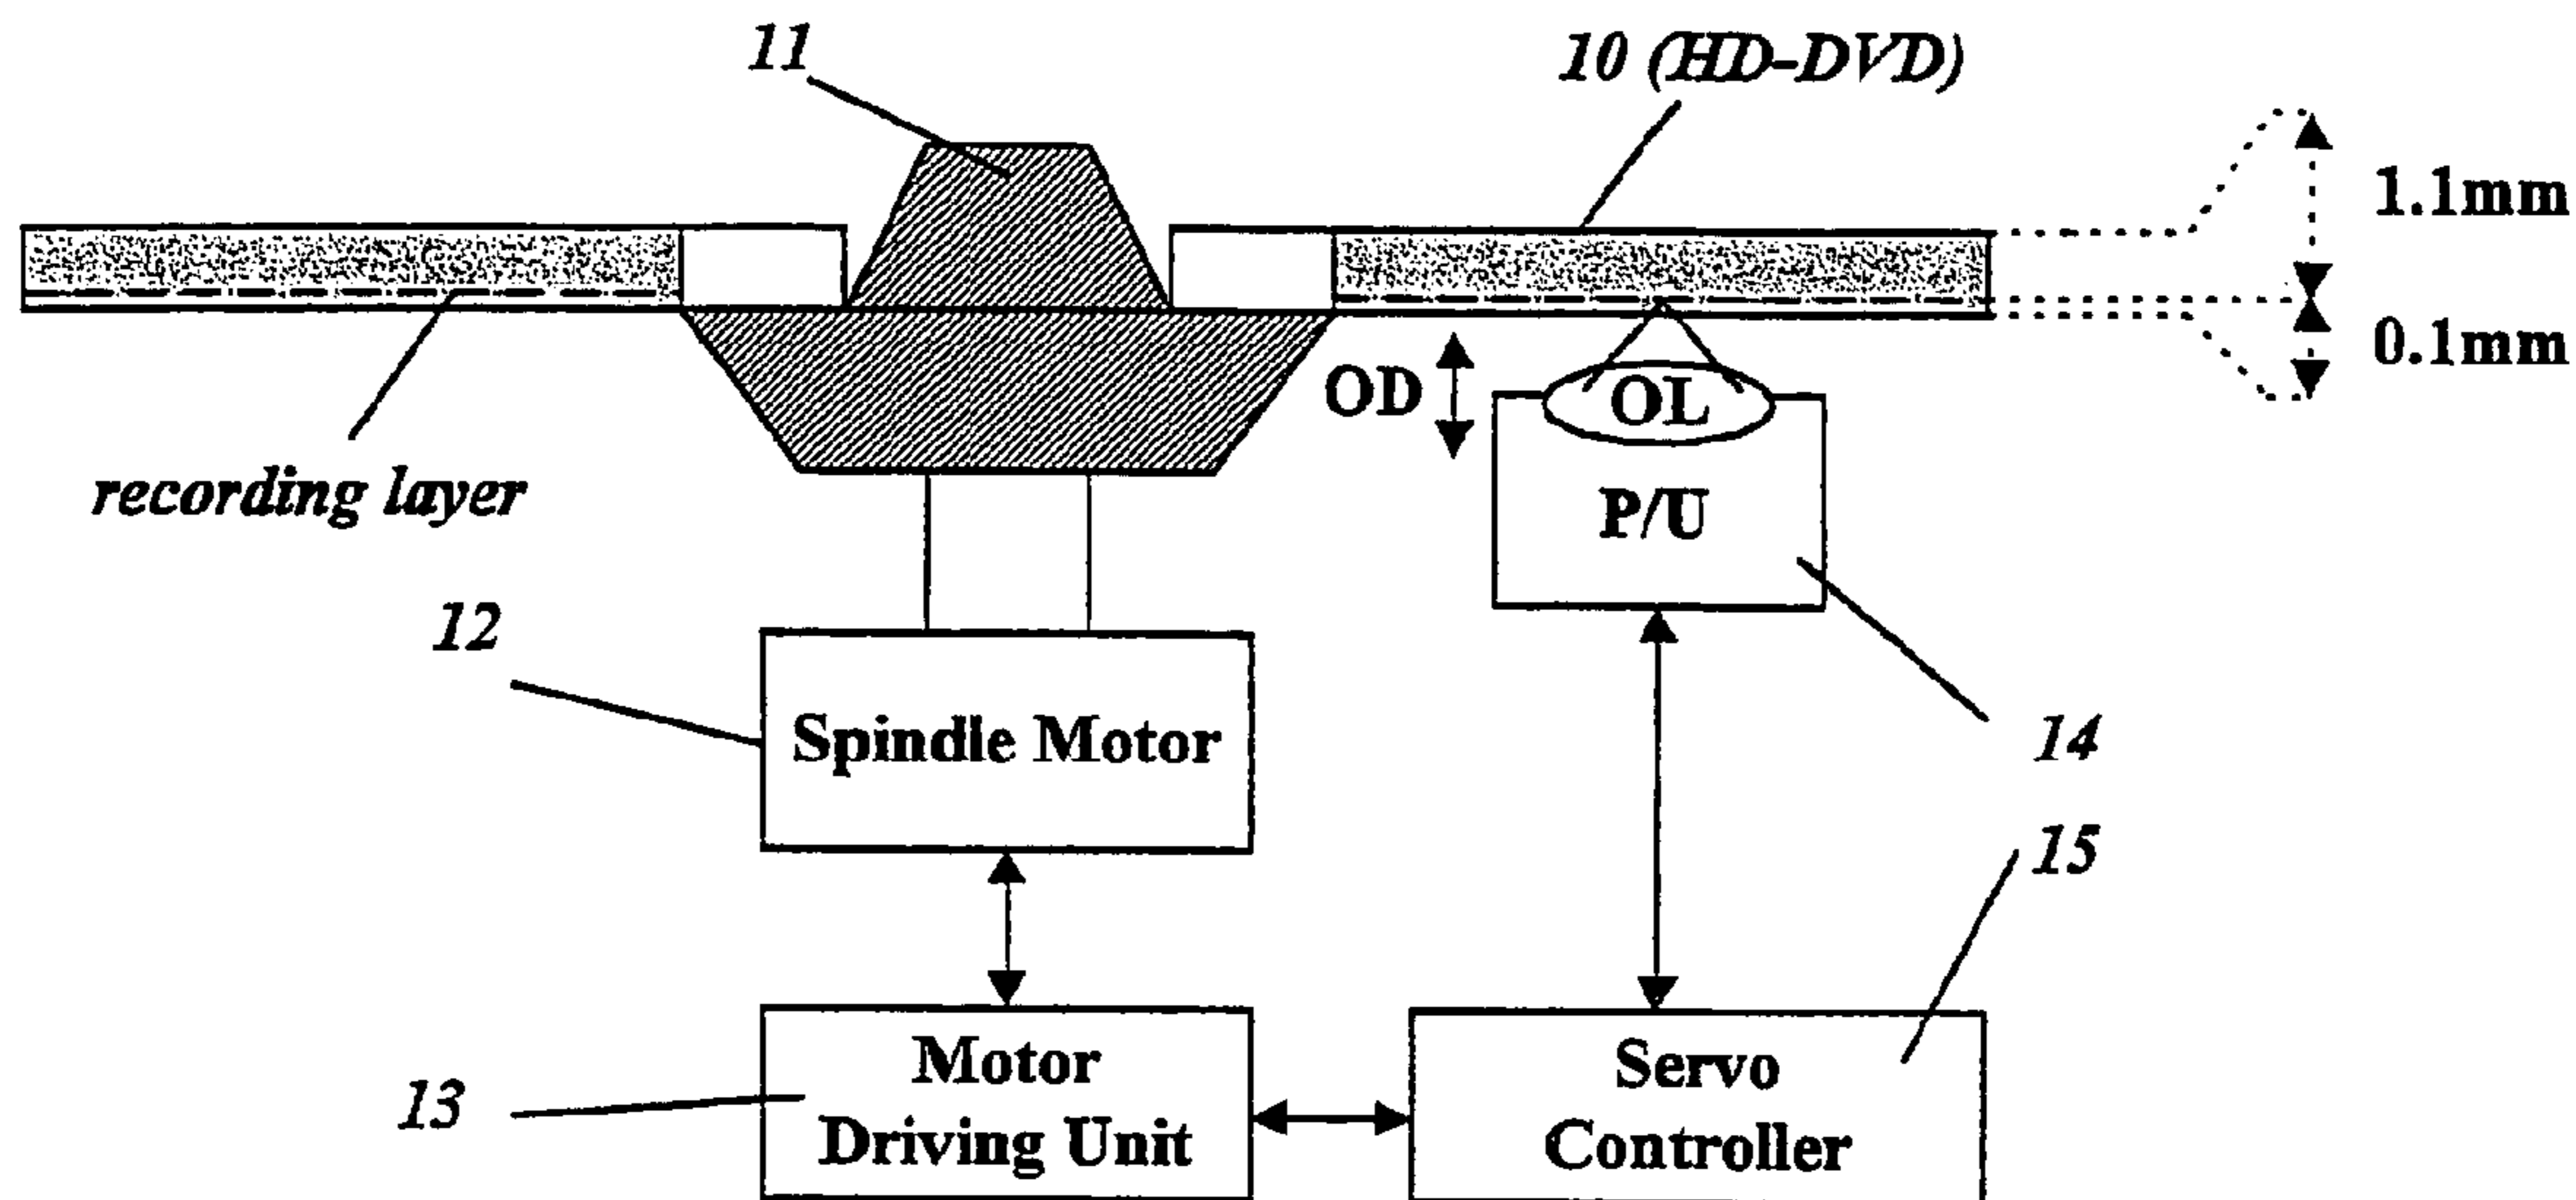 11
10 (HD-DVD)
1.1mm
0.1mm
OD
OL
recording layer
P/U
12
Spindle Motor
14
15
13
Motor
Driving Unit
Servo
Controller